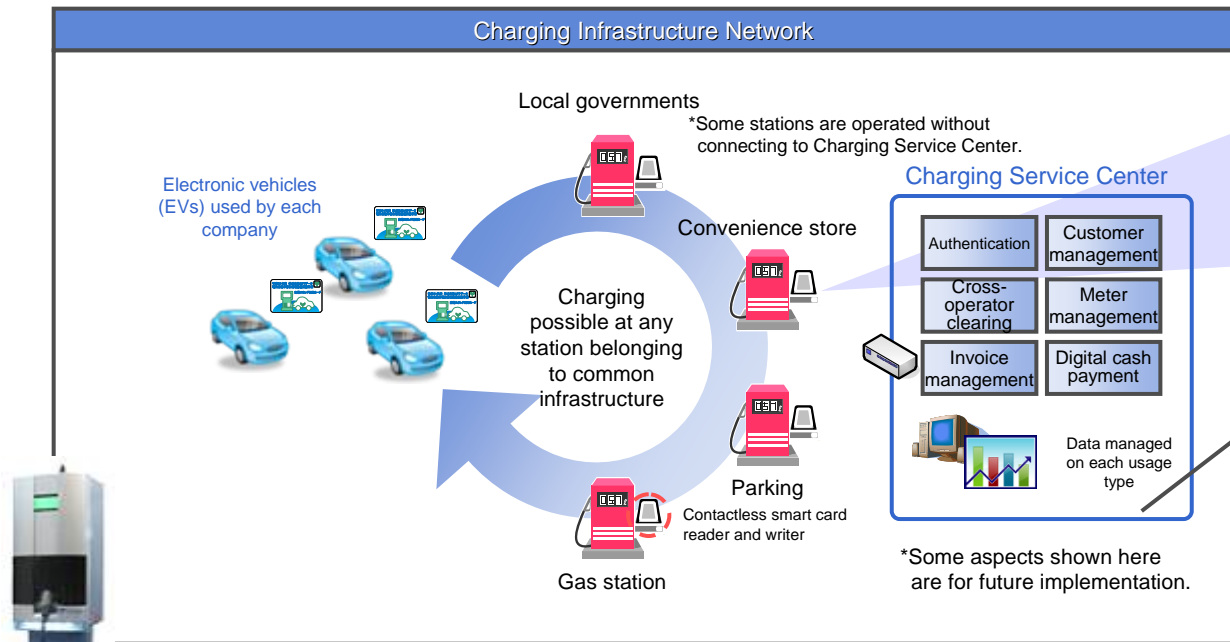 Charging Infrastructure Network
Local governments
*Some stations are operated without
connecting to Charging Service Center.
Electronic vehicles
(EVs) used by each
company
Convenience store
Charging
possible at any
station belonging
to common
infrastructure
Parking
Contactless smart card
reader and writer
Gas station
Charging Service Center
Authentication
Customer
management
Cross-
operator
clearing
Meter
management
Invoice
management
Digital cash
payment
Data managed
on each usage
type
*Some aspects shown here
are for future implementation.